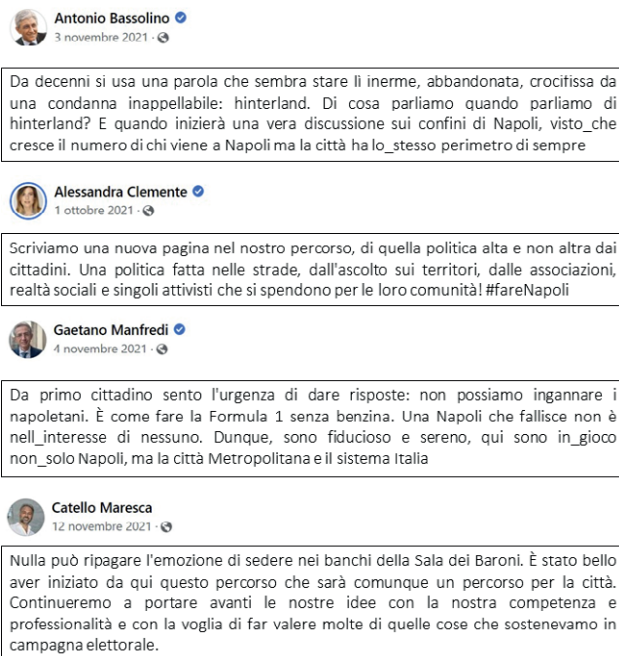 Antonio Bassolino
3 novembre 2021 ·
Da decenni si usa una parola che sembra stare lì inerme, abbandonata, crocifissa da
una condanna inappellabile: hinterland. Di cosa parliamo quando parliamo di
hinterland? E quando inizierà una vera discussione sui confini di Napoli, visto_che
cresce il numero di chi viene a Napoli ma la città ha lo_stesso perimetro di sempre
Alessandra Clemente
1 ottobre 2021 ·
Scriviamo una nuova pagina nel nostro percorso, di quella politica alta e non altra dai
cittadini. Una politica fatta nelle strade, dall'ascolto sui territori, dalle associazioni,
realtà sociali e singoli attivisti che si spendono per le loro comunità! #fareNapoli
Gaetano Manfredi
4 novembre 2021 ·
Da primo cittadino sento l'urgenza di dare risposte: non possiamo ingannare i
napoletani. È come fare la Formula 1 senza benzina. Una Napoli che fallisce non è
nell_interesse di nessuno. Dunque, sono fiducioso e sereno, qui sono in_gioco
non_solo Napoli, ma la città Metropolitana e il sistema Italia
Catello Maresca
12 novembre 2021 ·
Nulla può ripagare l'emozione di sedere nei banchi della Sala dei Baroni. È stato bello
aver iniziato da qui questo percorso che sarà comunque un percorso per la città.
Continueremo a portare avanti le nostre idee con la nostra competenza e
professionalità e con la voglia di far valere molte di quelle cose che sostenevamo in
campagna elettorale.